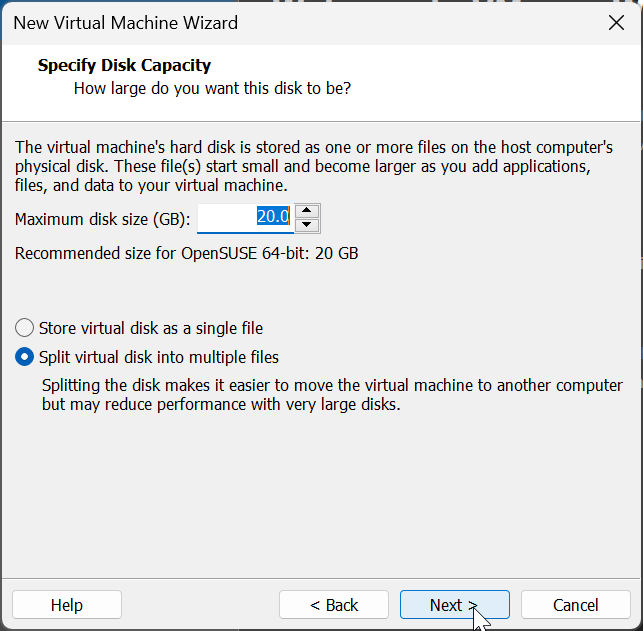 New Virtual Machine Wizard
Specify Disk Capacity
How large do you want this disk to be?
The virtual machine's hard disk is stored as one or more files on the host computer's
physical disk. These file(s) start small and become larger as you add applications,
files, and data to your virtual machine.
Maximum disk size (GB): 20.0
Recommended size for OpenSUSE 64-bit: 20 GB
Store virtual disk as a single file
Split virtual disk into multiple files
Splitting the disk makes it easier to move the virtual machine to another computer
but may reduce performance with very large disks.
Help < Back Next > Cancel